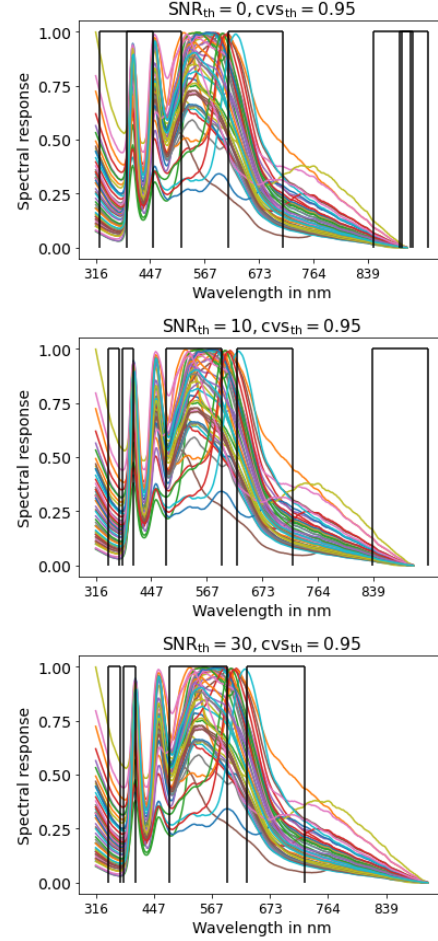 SNR_th = 0, cvs_th = 0.95
1.00
0.75
0.50
0.25
0.00
Spectral response
316 447 567 673 764 839
Wavelength in nm
SNR_th = 10, cvs_th = 0.95
1.00
0.75
0.50
0.25
0.00
Spectral response
316 447 567 673 764 839
Wavelength in nm
SNR_th = 30, cvs_th = 0.95
1.00
0.75
0.50
0.25
0.00
Spectral response
316 447 567 673 764 839
Wavelength in nm